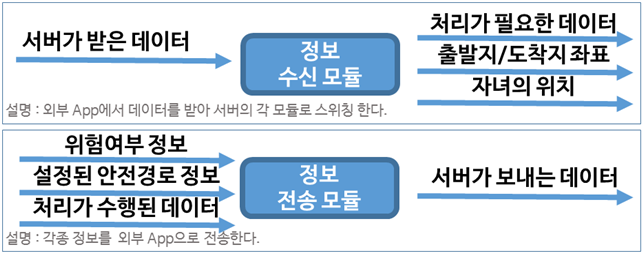 서버가 받은 데이터
정보
수신 모듈
처리가 필요한 데이터
출발지/도착지 좌표
자녀의 위치
설명 : 외부 App에서 데이터를 받아 서버의 각 모듈로 스위칭 한다.
위험여부 정보
설정된 안전경로 정보
처리가 수행된 데이터
정보
전송 모듈
서버가 보내는 데이터
설명 : 각종 정보를 외부 App으로 전송한다.